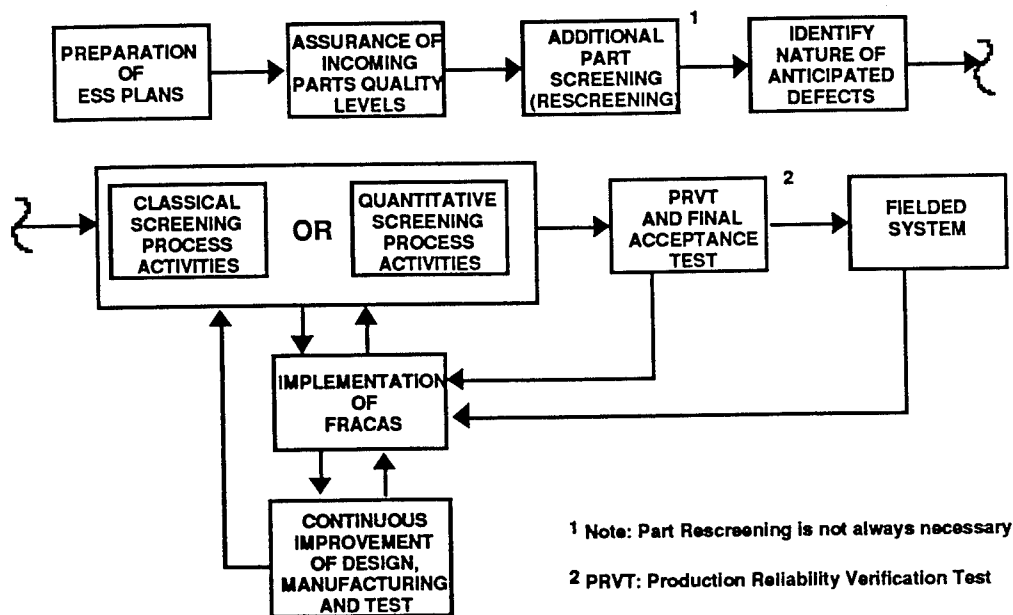 PREPARATION
OF
ESS PLANS
ASSURANCE OF
INCOMING
PARTS QUALITY
LEVELS
ADDITIONAL
PART
SCREENING
(RESCREENING)
1
IDENTIFY
NATURE OF
ANTICIPATED
DEFECTS
CLASSICAL
SCREENING
PROCESS
ACTIVITIES
OR
QUANTITATIVE
SCREENING
PROCESS
ACTIVITIES
PRVT
AND FINAL
ACCEPTANCE
TEST
2
FIELDED
SYSTEM
IMPLEMENTATION
OF
FRACAS
CONTINUOUS
IMPROVEMENT
OF DESIGN,
MANUFACTURING
AND TEST
1 Note: Part Rescreening is not always necessary
2 PRVT: Production Reliability Verification Test